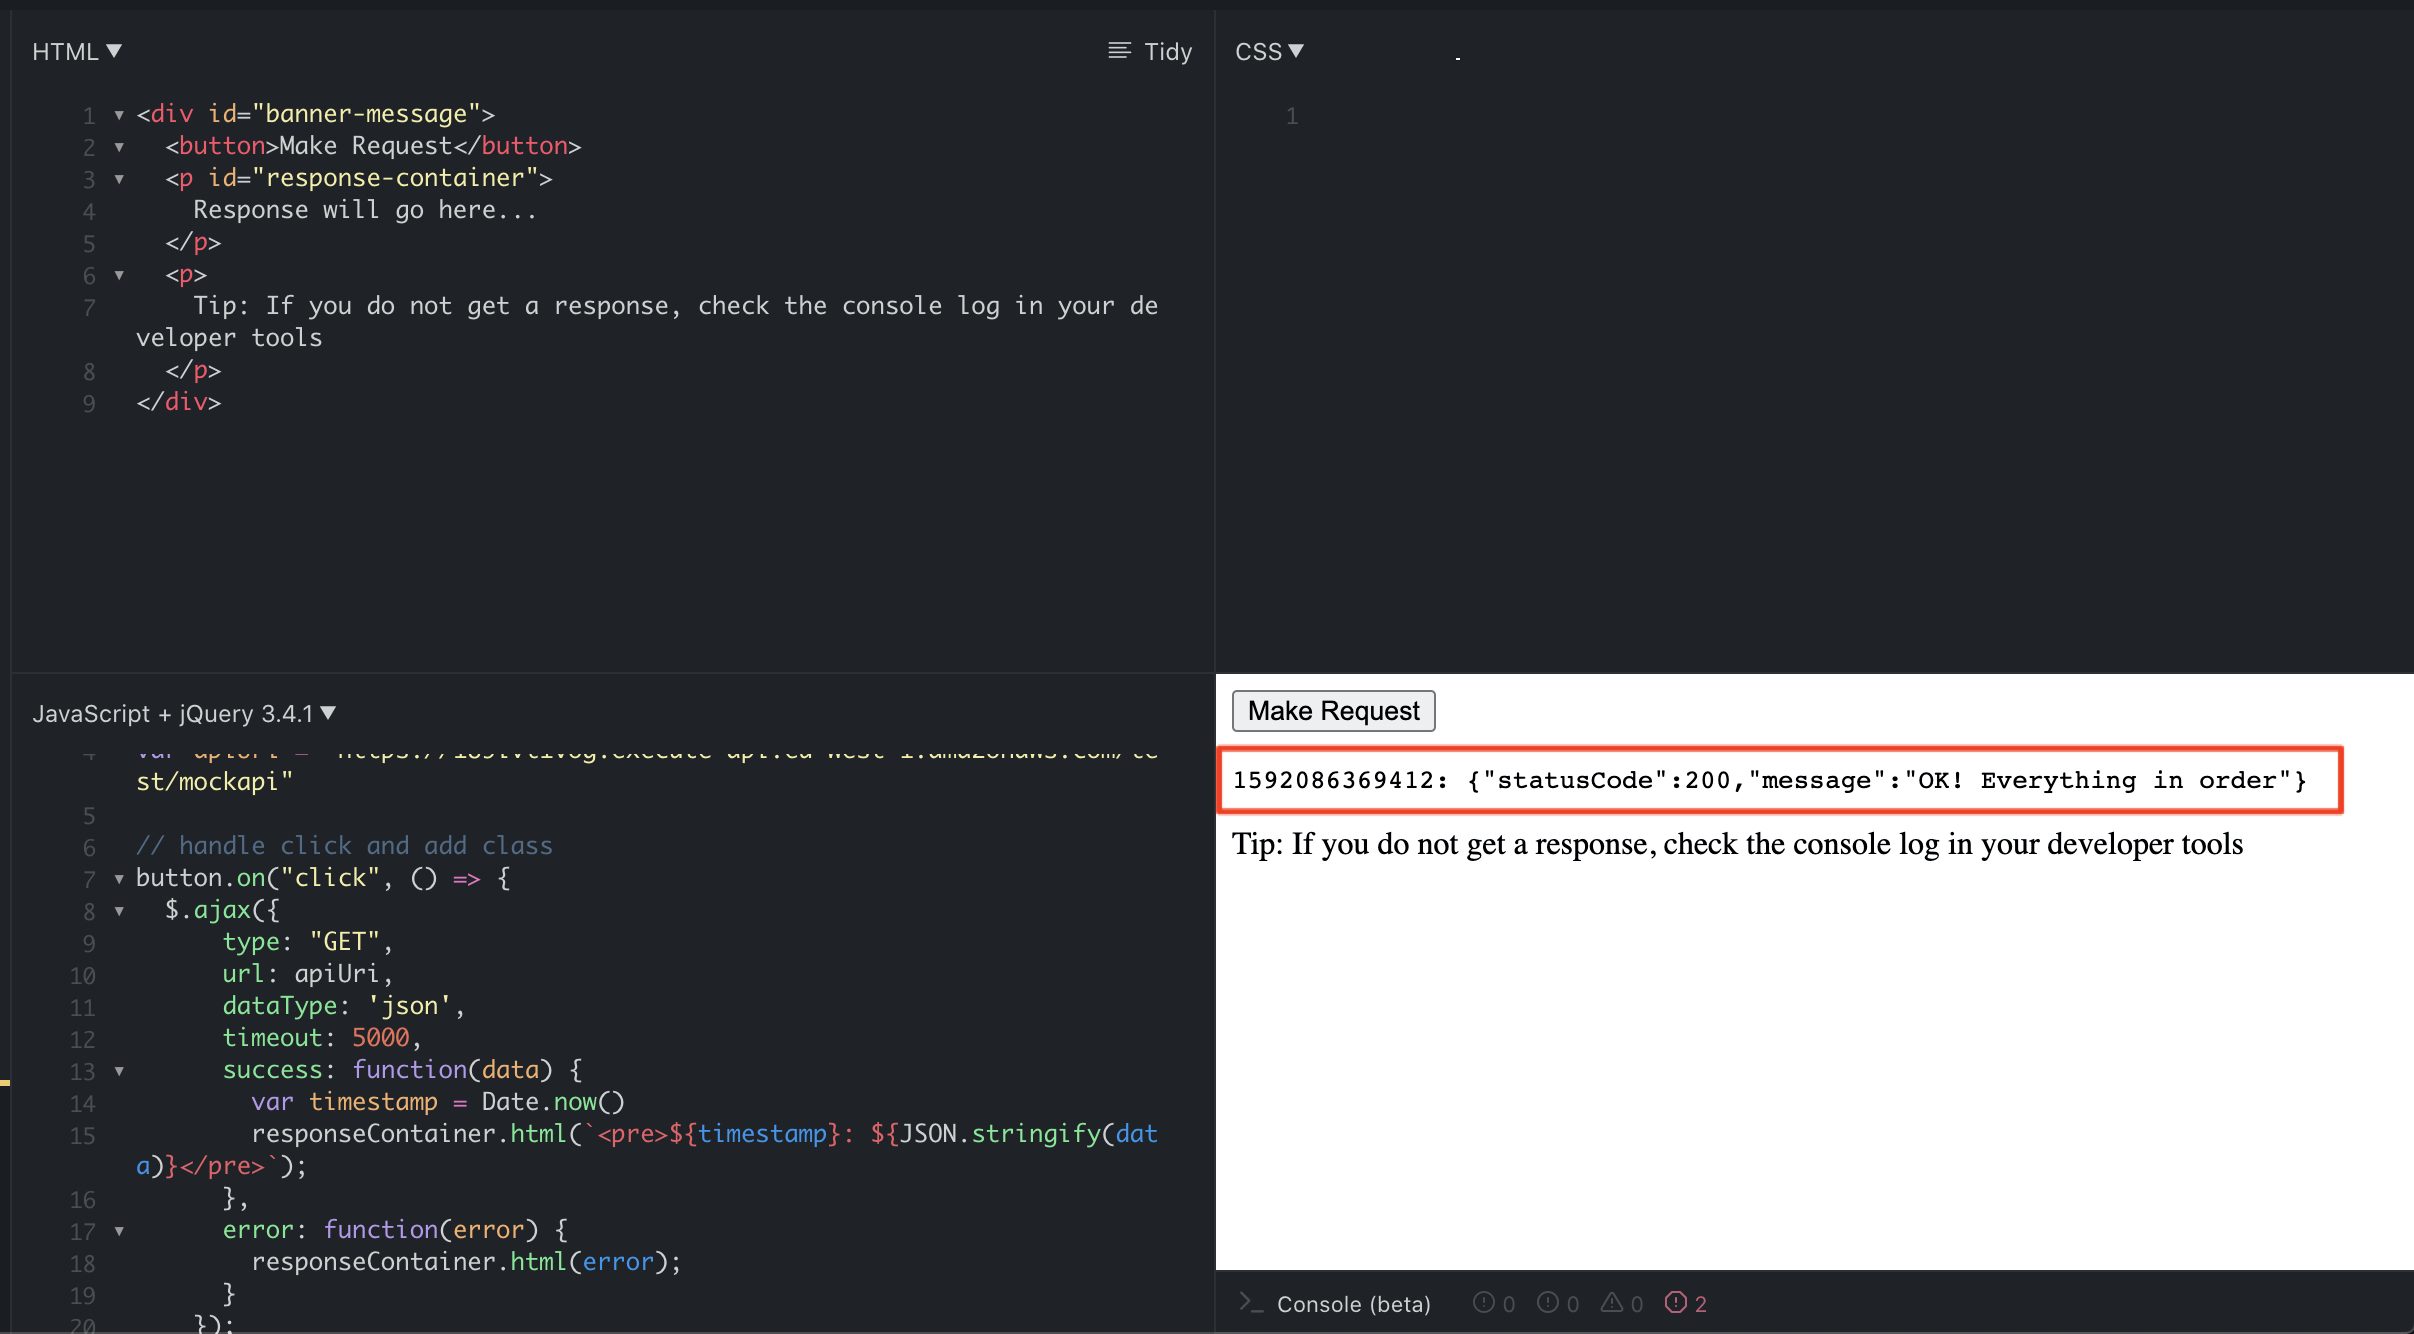 HTML ▼
Tidy
1 ▼ <div id="banner-message">
2 ▼ <button>Make Request</button>
3 ▼ <p id="response-container">
4 Response will go here...
5 </p>
6 ▼ <p>
7 Tip: If you do not get a response, check the console log in your de
veloper tools
8 </p>
9 </div>
CSS ▼
1
JavaScript + jQuery 3.4.1 ▼
st/mockapi"
5
6 // handle click and add class
7 ▼ button.on("click", () => {
8 ▼ $.ajax({
9 type: "GET",
10 url: apiUri,
11 dataType: 'json',
12 timeout: 5000,
13 ▼ success: function(data) {
14 var timestamp = Date.now()
15 responseContainer.html(`<pre>${timestamp}: ${JSON.stringify(dat
a)}</pre>`);
16 },
17 ▼ error: function(error) {
18 responseContainer.html(error);
19 }
20 });
Make Request
1592086369412: {"statusCode":200,"message":"OK! Everything in order"}
Tip: If you do not get a response, check the console log in your developer tools
>_ Console (beta) 0 0 0 2